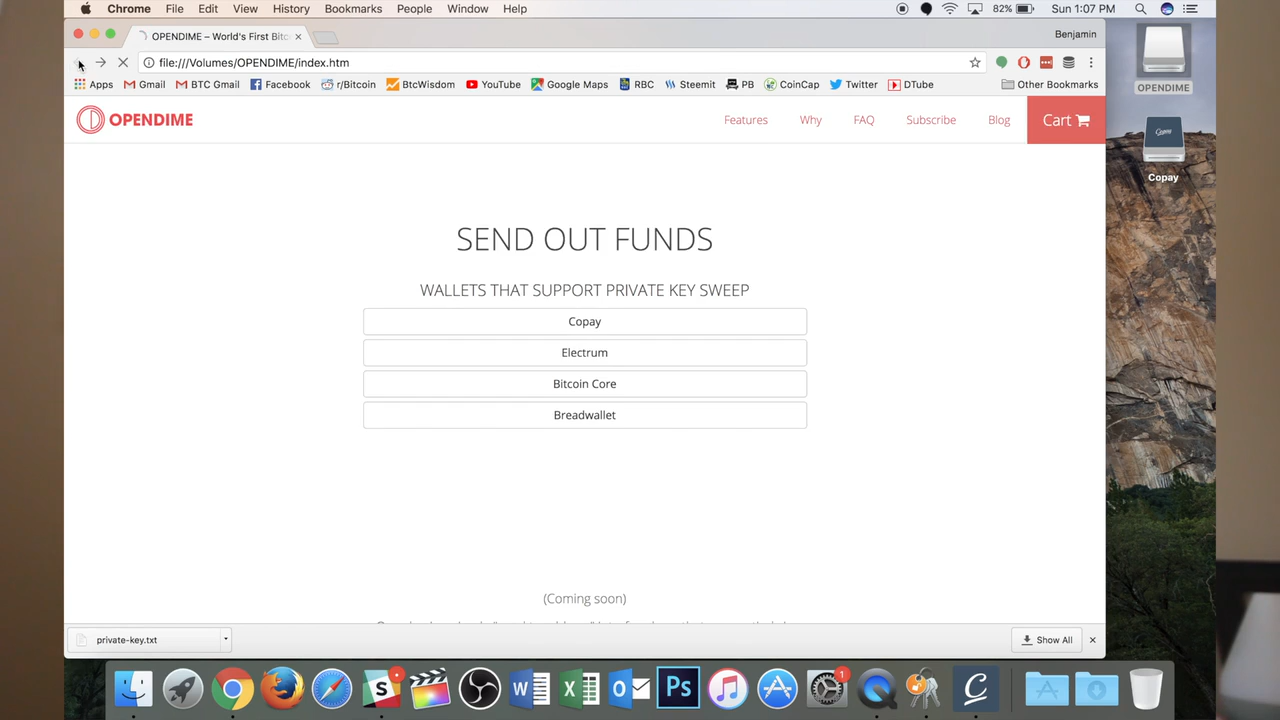 Chrome File Edit View History Bookmarks People Window Help 82% Sun 1:07 PM
OPENDIME – World's First Bitc Benjamin
file:///Volumes/OPENDIME/index.htm
Apps Gmail BTC Gmail Facebook r/Bitcoin BtcWisdom YouTube Google Maps RBC Steemit PB CoinCap Twitter DTube Other Bookmarks
OPENDIME
OPENDIME Features Why FAQ Subscribe Blog Cart
Copay
Copay
SEND OUT FUNDS
WALLETS THAT SUPPORT PRIVATE KEY SWEEP
Copay
Electrum
Bitcoin Core
Breadwallet
(Coming soon)
private-key.txt Show All
S W X O Ps 1 C